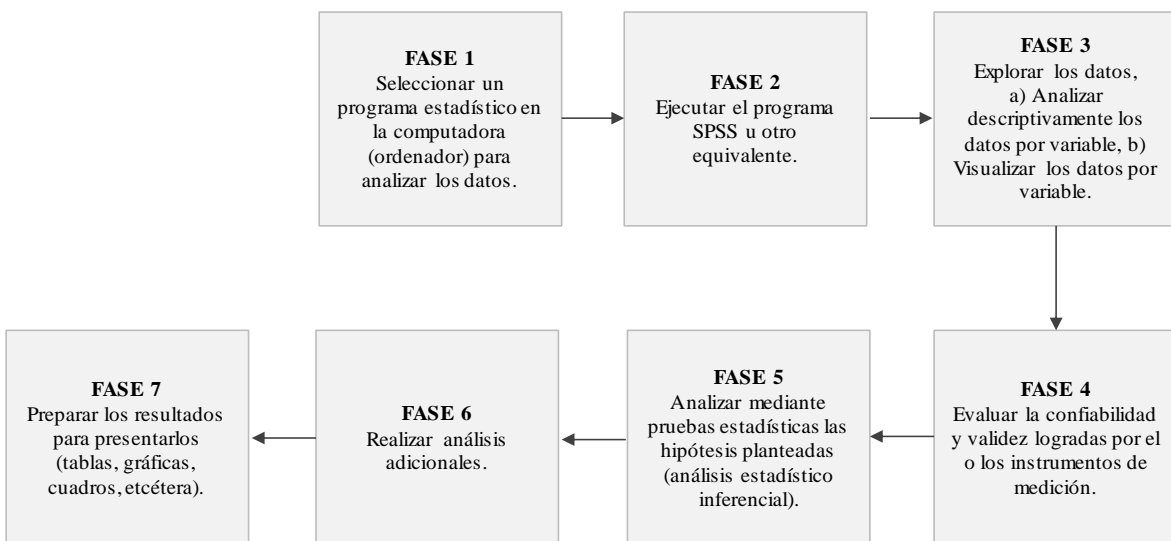 FASE 1
Seleccionar un
programa estadístico en
la computadora
(ordenador) para
analizar los datos.
FASE 2
Ejecutar el programa
SPSS u otro
equivalente.
FASE 3
Explorar los datos,
a) Analizar
descriptivamente los
datos por variable, b)
Visualizar los datos por
variable.
FASE 4
Evaluar la confiabilidad
y validez logradas por el
o los instrumentos de
medición.
FASE 5
Analizar mediante
pruebas estadísticas las
hipótesis planteadas
(análisis estadístico
inferencial).
FASE 6
Realizar análisis
adicionales.
FASE 7
Preparar los resultados
para presentarlos
(tablas, gráficas,
cuadros, etcétera).